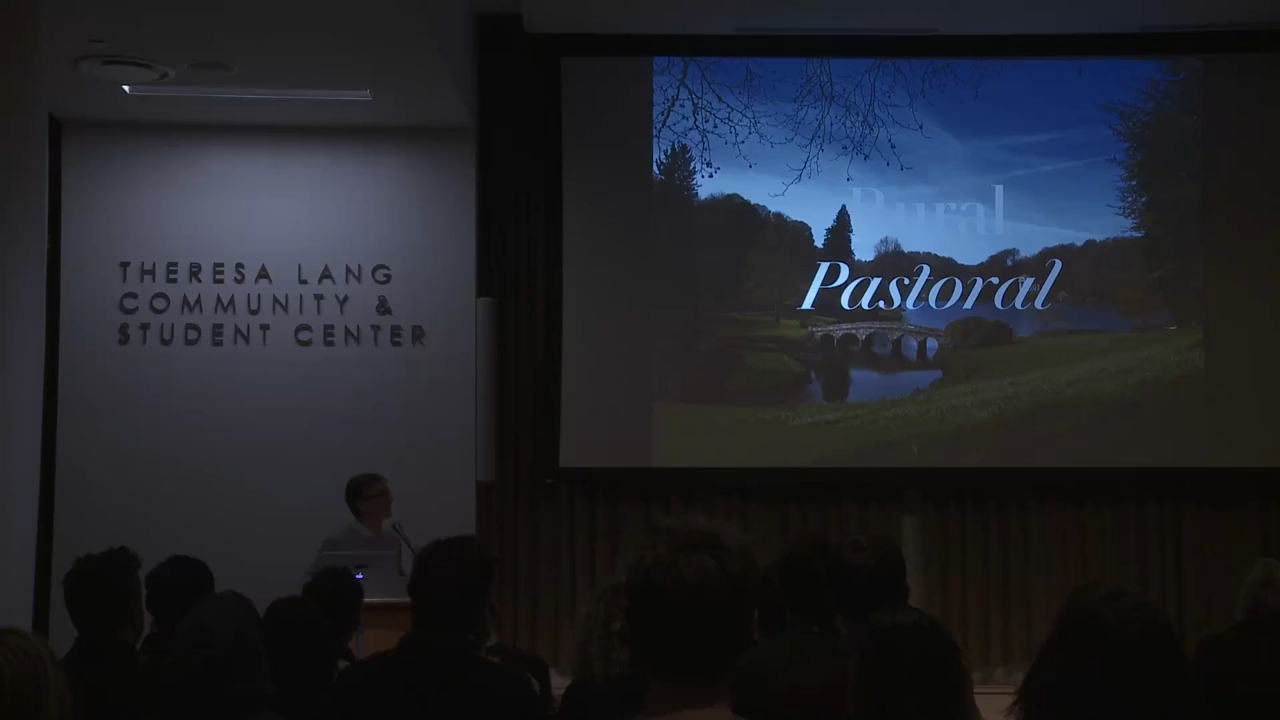 THERESA LANG
COMMUNITY &
STUDENT CENTER
Rural
Pastoral